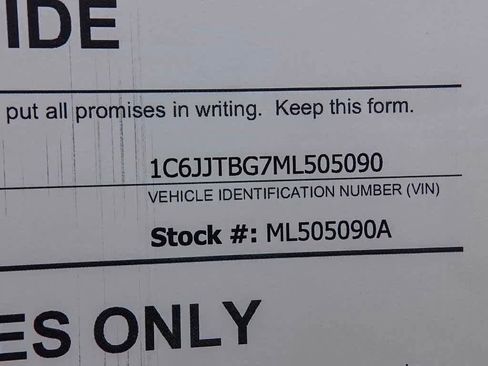 IDE
put all promises in writing. Keep this form.
1C6JJTBG7ML505090
VEHICLE IDENTIFICATION NUMBER (VIN)
Stock #: ML505090A
ES ONLY